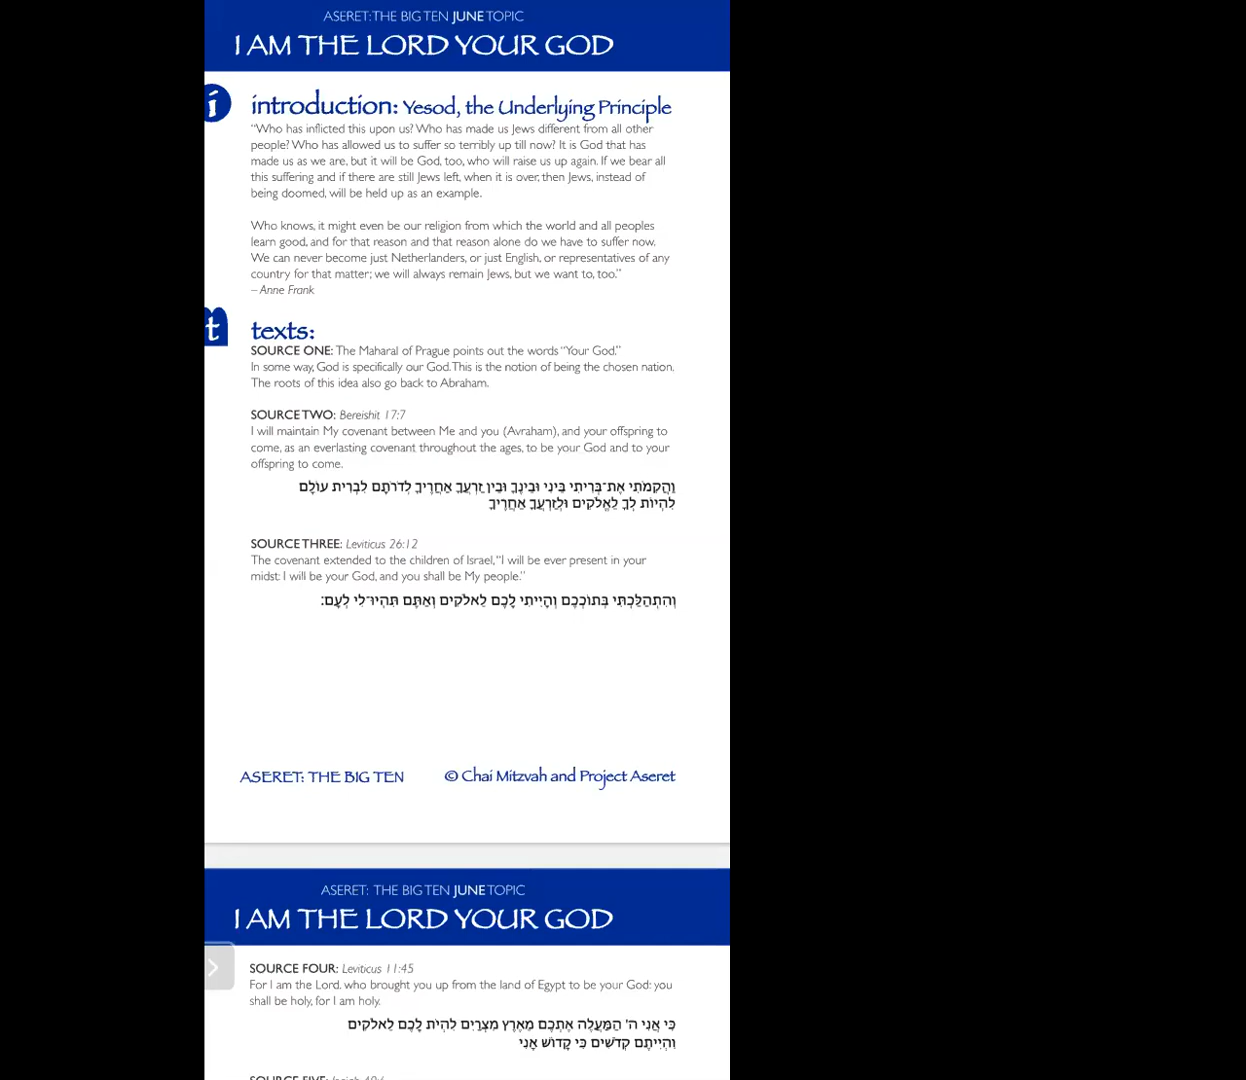 ASERET: THE BIG TEN JUNE TOPIC
I AM THE LORD YOUR GOD
i
introduction: Yesod, the Underlying Principle
"Who has inflicted this upon us? Who has made us Jews different from all other
people? Who has allowed us to suffer so terribly up till now? It is God that has
made us as we are, but it will be God, too, who will raise us up again. If we bear all
this suffering and if there are still Jews left, when it is over, then Jews, instead of
being doomed, will be held up as an example.
Who knows, it might even be our religion from which the world and all peoples
learn good, and for that reason and that reason alone do we have to suffer now.
We can never become just Netherlanders, or just English, or representatives of any
country for that matter; we will always remain Jews, but we want to, too."
– Anne Frank
t
texts:
SOURCE ONE: The Maharal of Prague points out the words "Your God."
In some way, God is specifically our God. This is the notion of being the chosen nation.
The roots of this idea also go back to Abraham.
SOURCE TWO: Bereishit 17:7
I will maintain My covenant between Me and you (Avraham), and your offspring to
come, as an everlasting covenant throughout the ages, to be your God and to your
offspring to come.
וַהֲקִמֹתִי אֶת־בְּרִיתִי בֵּינִי וּבֵינֶךָ וּבֵין זַרְעֲךָ אַחֲרֶיךָ לְדֹרֹתָם לִבְרִית עוֹלָם
לִהְיוֹת לְךָ לֵאֱלֹקִים וּלְזַרְעֲךָ אַחֲרֶיךָ
SOURCE THREE: Leviticus 26:12
The covenant extended to the children of Israel, "I will be ever present in your
midst: I will be your God, and you shall be My people."
וְהִתְהַלַּכְתִּי בְּתוֹכְכֶם וְהָיִיתִי לָכֶם לֵאלֹקִים וְאַתֶּם תִּהְיוּ־לִי לְעָם׃
ASERET: THE BIG TEN © Chai Mitzvah and Project Aseret
ASERET: THE BIG TEN JUNE TOPIC
I AM THE LORD YOUR GOD
SOURCE FOUR: Leviticus 11:45
For I am the Lord. who brought you up from the land of Egypt to be your God: you
shall be holy, for I am holy.
כִּי אֲנִי ה' הַמַּעֲלֶה אֶתְכֶם מֵאֶרֶץ מִצְרַיִם לִהְיֹת לָכֶם לֵאלֹקִים
וִהְיִיתֶם קְדֹשִׁים כִּי קָדוֹשׁ אָנִי
SOURCE FIVE: